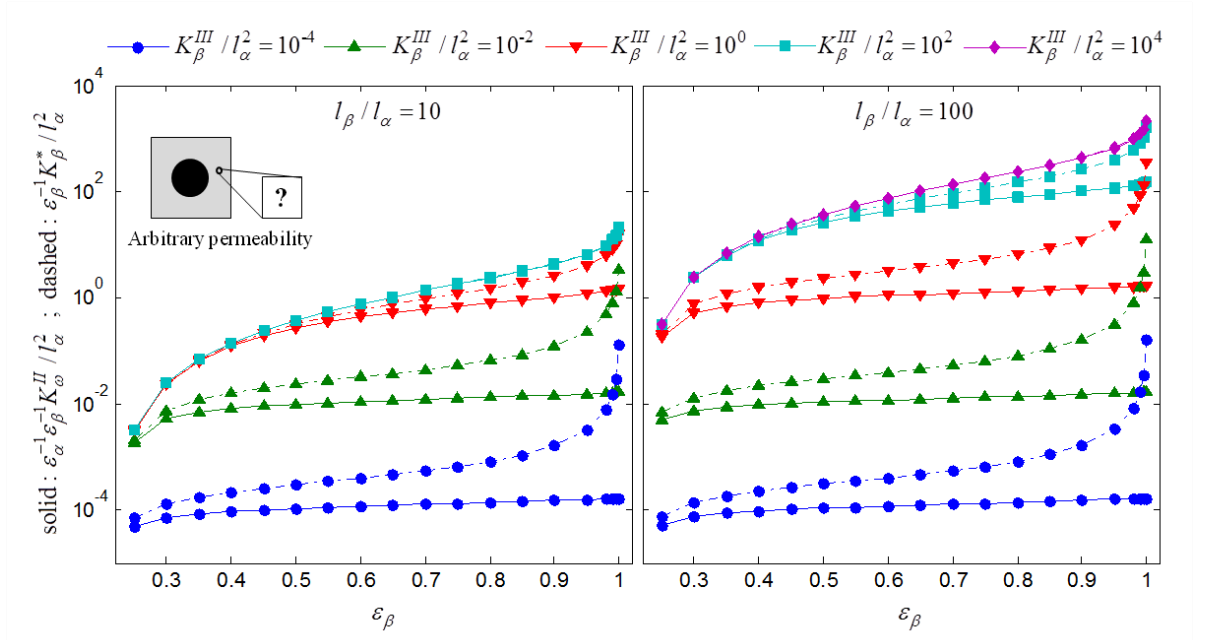 K_β^III / l_α^2 = 10^-4 K_β^III / l_α^2 = 10^-2 K_β^III / l_α^2 = 10^0 K_β^III / l_α^2 = 10^2 K_β^III / l_α^2 = 10^4
l_β / l_α = 10
l_β / l_α = 100
?
Arbitrary permeability
solid : ε_α^-1 ε_β^-1 K_ω^II / l_α^2 ; dashed : ε_β^-1 K_β^* / l_α^2
10^4
10^2
10^0
10^-2
10^-4
0.3 0.4 0.5 0.6 0.7 0.8 0.9 1
0.3 0.4 0.5 0.6 0.7 0.8 0.9 1
ε_β
ε_β